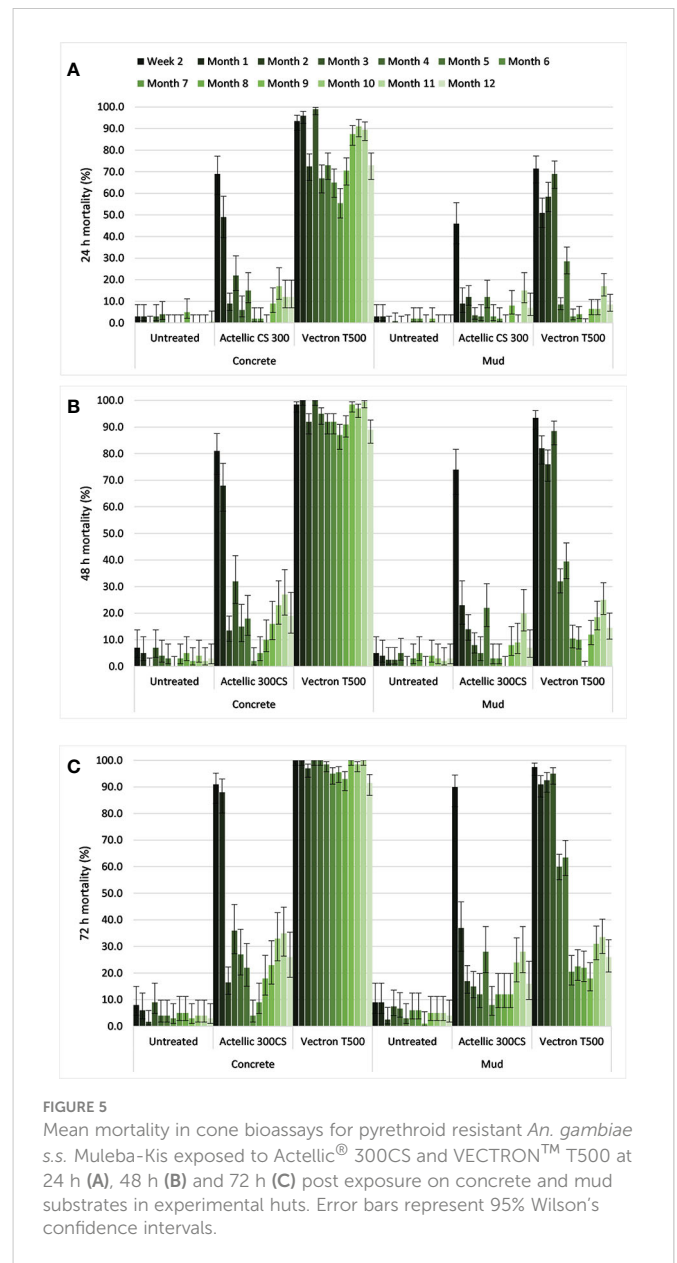 A
Week 2 Month 1 Month 2 Month 3 Month 4 Month 5 Month 6
Month 7 Month 8 Month 9 Month 10 Month 11 Month 12
24 h mortality (%)
100.0
90.0
80.0
70.0
60.0
50.0
40.0
30.0
20.0
10.0
0.0
Untreated Actellic CS 300 Vectron T500 Untreated Actellic CS 300 Vectron T500
Concrete Mud
B
48 h mortality (%)
100.0
90.0
80.0
70.0
60.0
50.0
40.0
30.0
20.0
10.0
0.0
Untreated Actellic 300CS Vectron T500 Untreated Actellic 300CS Vectron T500
Concrete Mud
C
72 h mortality (%)
100.0
90.0
80.0
70.0
60.0
50.0
40.0
30.0
20.0
10.0
0.0
Untreated Actellic 300CS Vectron T500 Untreated Actellic 300CS Vectron T500
Concrete Mud
FIGURE 5
Mean mortality in cone bioassays for pyrethroid resistant An. gambiae
s.s. Muleba-Kis exposed to Actellic® 300CS and VECTRON™ T500 at
24 h (A), 48 h (B) and 72 h (C) post exposure on concrete and mud
substrates in experimental huts. Error bars represent 95% Wilson's
confidence intervals.